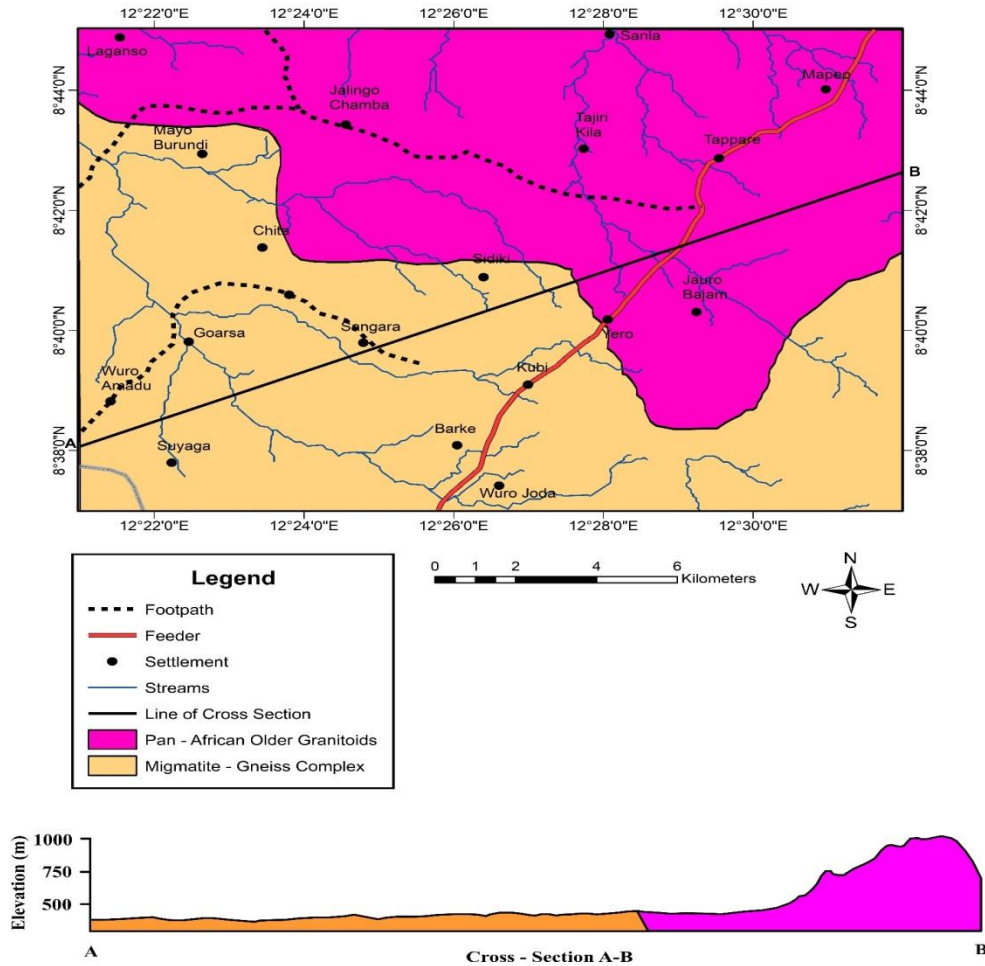 12°22'0"E 12°24'0"E 12°26'0"E 12°28'0"E 12°30'0"E
Laganso
Sanla
Mapeo
8°44'0"N
8°44'0"N
Jalingo
Chamba
Tajiri
Kila
Mayo
Burundi
Tappare
B
8°42'0"N
8°42'0"N
Chita
Sidiki
Jauro
Bajam
8°40'0"N
8°40'0"N
Goarsa
Sangara
Yero
Wuro
Amadu
Kubi
A
Barke
8°38'0"N
8°38'0"N
Suyaga
Wuro Joda
12°22'0"E 12°24'0"E 12°26'0"E 12°28'0"E 12°30'0"E
Legend
Footpath
Feeder
Settlement
Streams
Line of Cross Section
Pan - African Older Granitoids
Migmatite - Gneiss Complex
0 1 2 4 6
Kilometers
N
W E
S
Elevation (m)
1000
750
500
A B
Cross - Section A-B